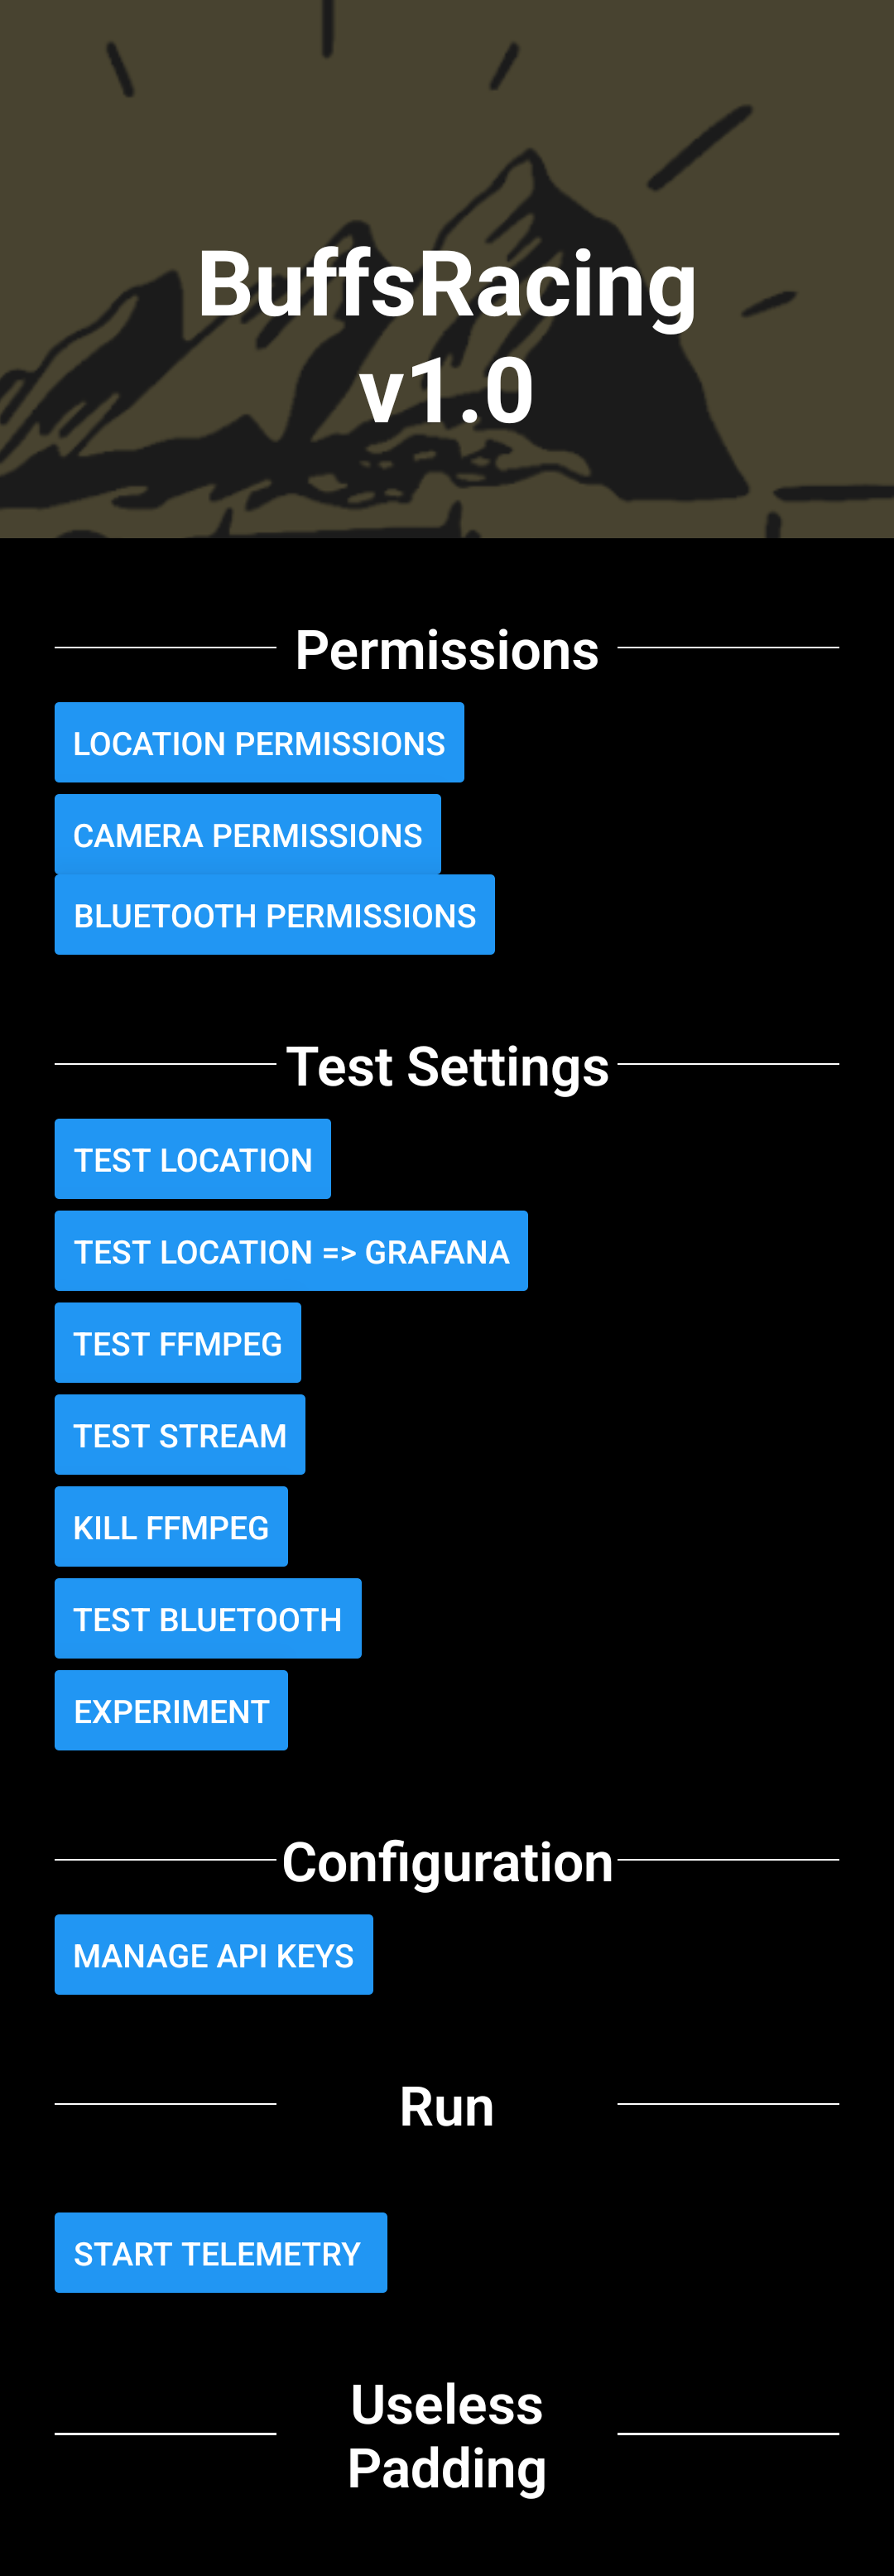 BuffsRacing
v1.0
Permissions
LOCATION PERMISSIONS
CAMERA PERMISSIONS
BLUETOOTH PERMISSIONS
Test Settings
TEST LOCATION
TEST LOCATION => GRAFANA
TEST FFMPEG
TEST STREAM
KILL FFMPEG
TEST BLUETOOTH
EXPERIMENT
Configuration
MANAGE API KEYS
Run
START TELEMETRY
Useless
Padding